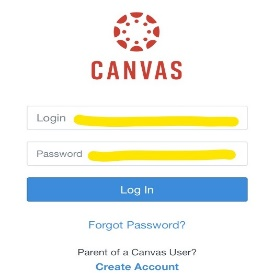 CANVAS
Login
Password
Log In
Forgot Password?
Parent of a Canvas User?
Create Account